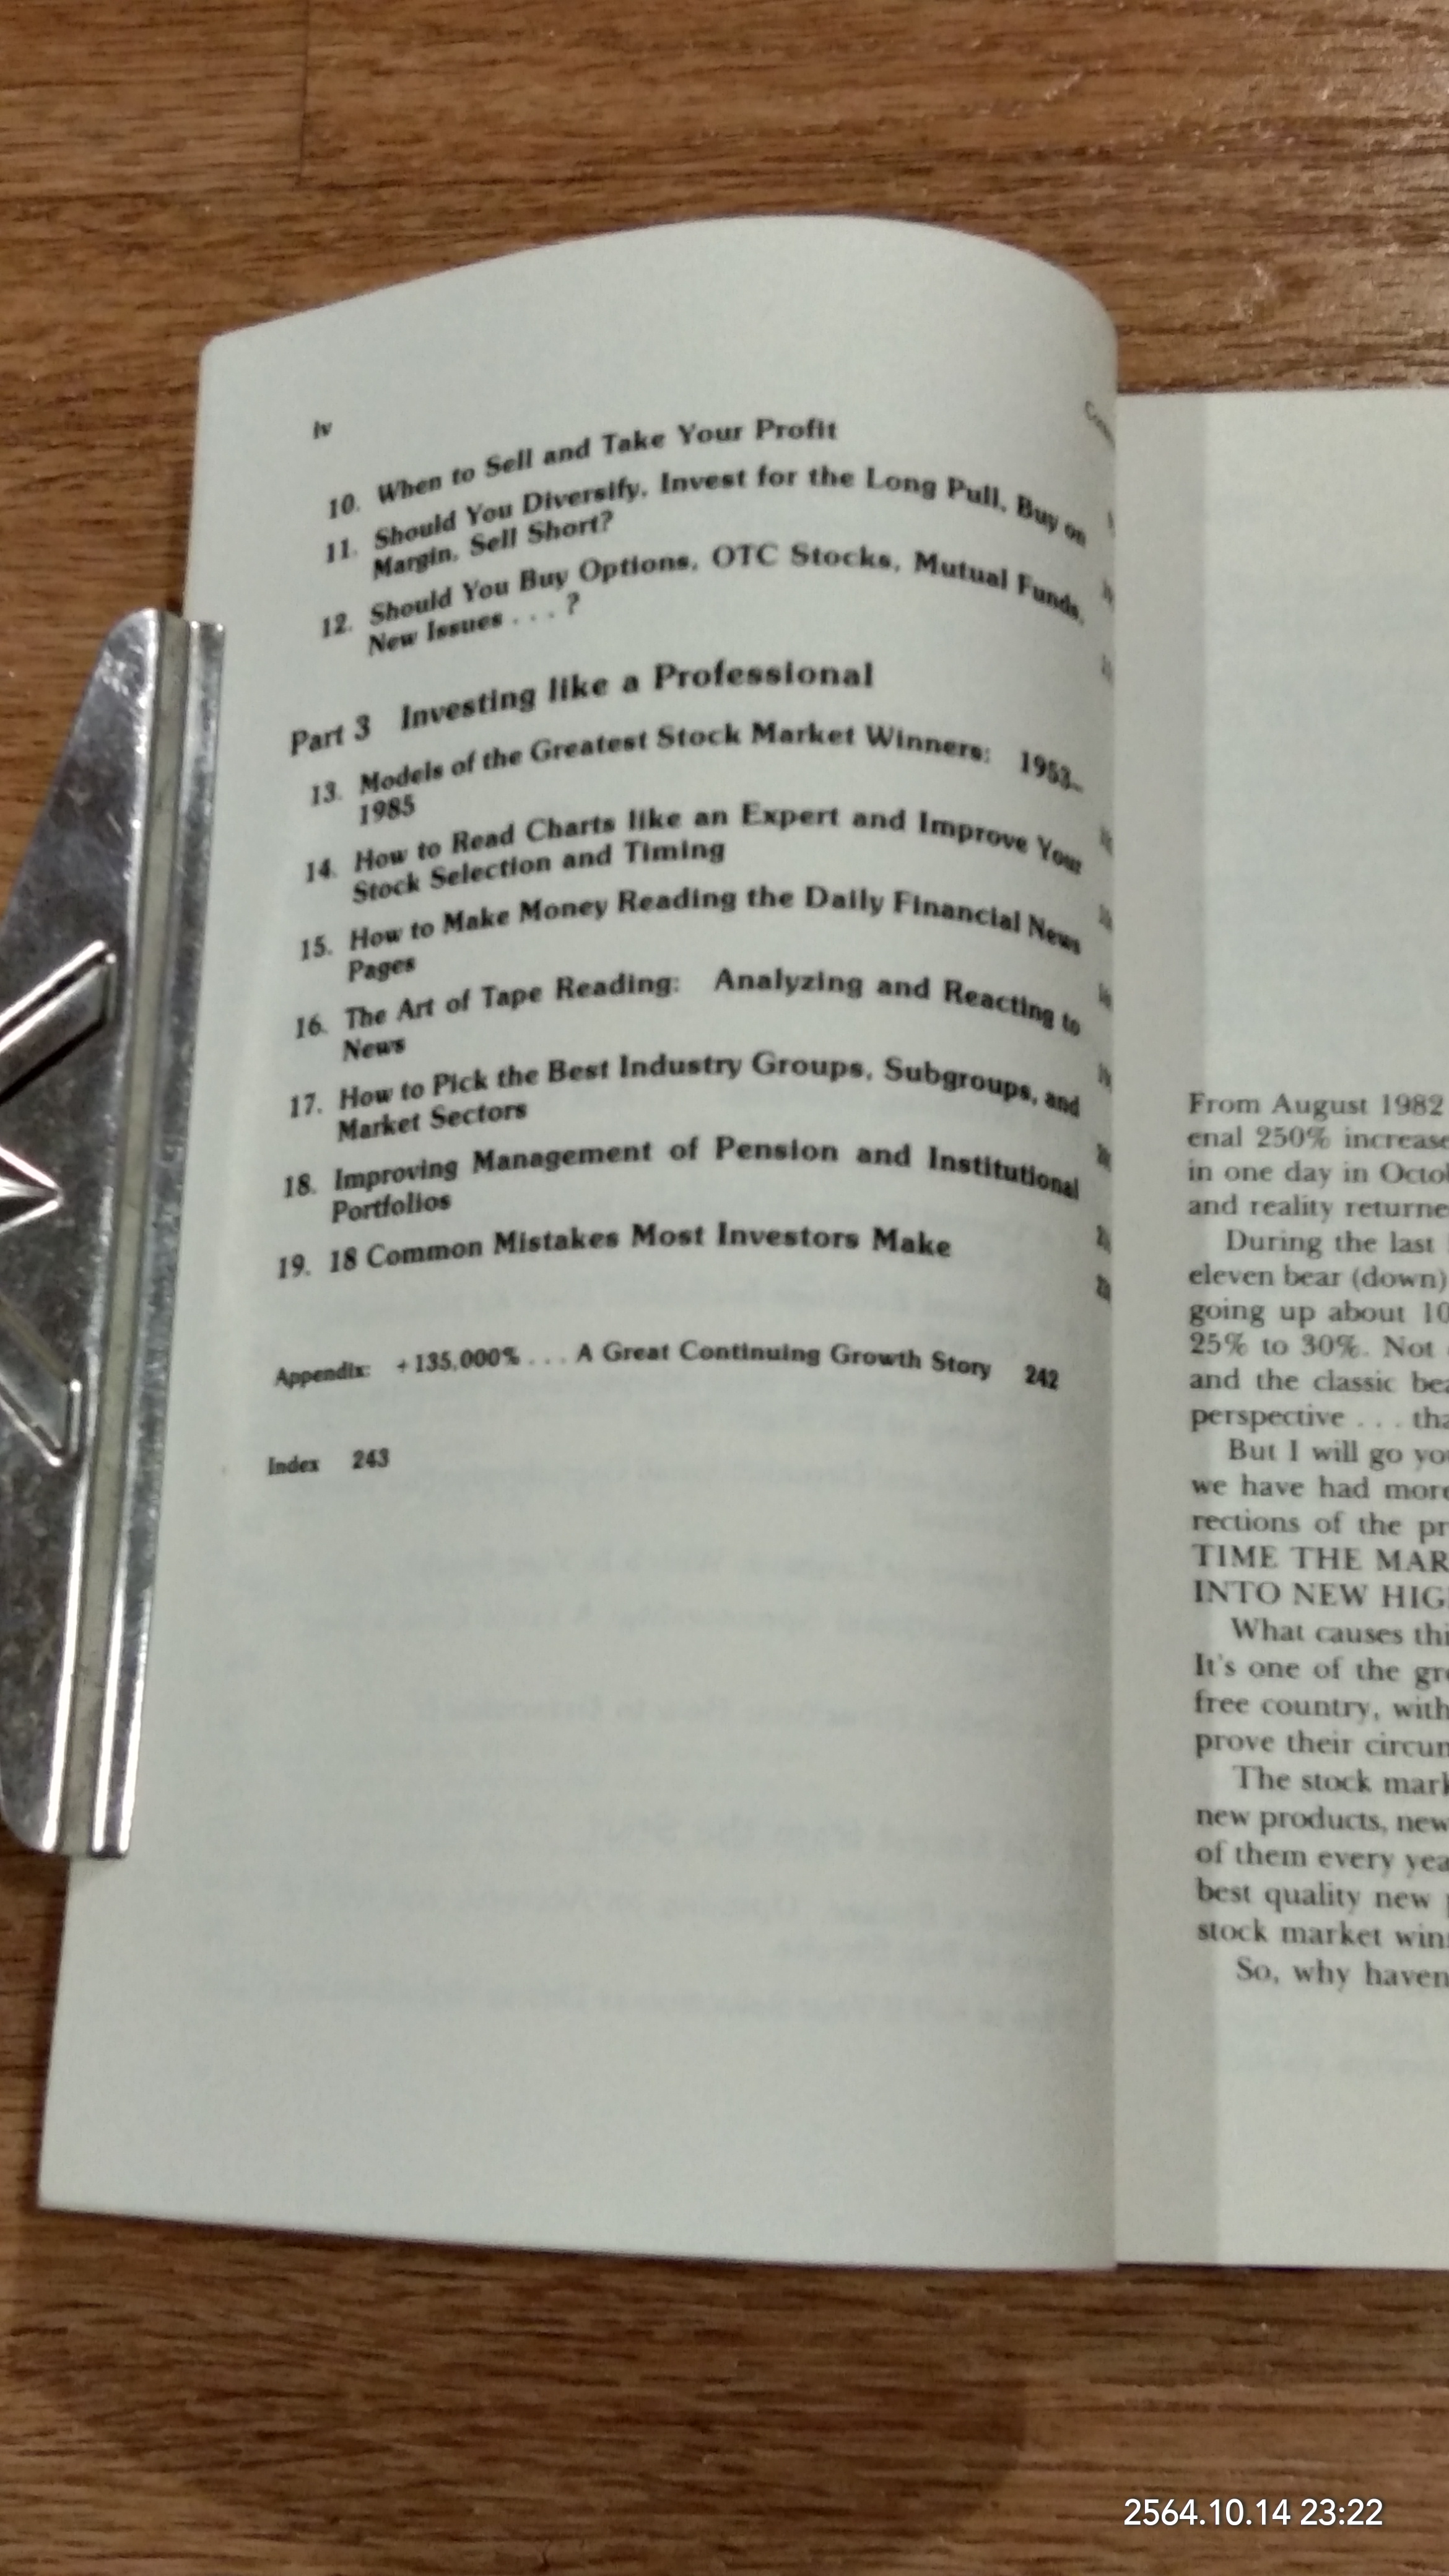 iv
10. When to Sell and Take Your Profit
11. Should You Diversify, Invest for the Long Pull, Buy on
Margin, Sell Short?
12. Should You Buy Options, OTC Stocks, Mutual Funds,
New Issues . . . ?
Part 3 Investing like a Professional
13. Models of the Greatest Stock Market Winners: 1953–
1985
14. How to Read Charts like an Expert and Improve Your
Stock Selection and Timing
15. How to Make Money Reading the Daily Financial News
Pages
16. The Art of Tape Reading: Analyzing and Reacting to
News
17. How to Pick the Best Industry Groups, Subgroups, and
Market Sectors
18. Improving Management of Pension and Institutional
Portfolios
19. 18 Common Mistakes Most Investors Make
Appendix: +135,000% . . . A Great Continuing Growth Story 242
Index 243
From August 1982
enal 250% increase
in one day in Octo
and reality returne
During the last
eleven bear (down)
going up about 10
25% to 30%. Not
and the classic bea
perspective . . . tha
But I will go yo
we have had more
rections of the pr
TIME THE MAR
INTO NEW HIG
What causes thi
It's one of the gre
free country, with
prove their circum
The stock mark
new products, new
of them every yea
best quality new
stock market win
So, why haven
2564.10.14 23:22